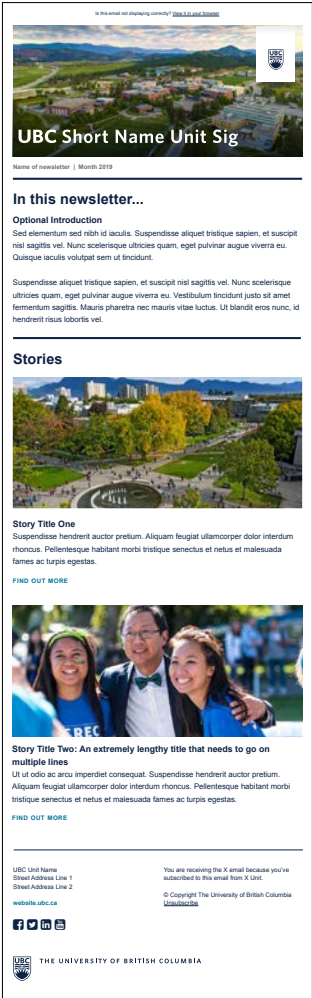 Is this email not displaying correctly? View it in your browser
UBC
UBC Short Name Unit Sig
Name of newsletter | Month 2019
In this newsletter...
Optional Introduction
Sed elementum sed nibh id iaculis. Suspendisse aliquet tristique sapien, et suscipit
nisl sagittis vel. Nunc scelerisque ultricies quam, eget pulvinar augue viverra eu.
Quisque iaculis volutpat sem ut tincidunt.
Suspendisse aliquet tristique sapien, et suscipit nisl sagittis vel. Nunc scelerisque
ultricies quam, eget pulvinar augue viverra eu. Vestibulum tincidunt justo sit amet
fermentum sagittis. Mauris pharetra nec mauris vitae luctus. Ut blandit eros nunc, id
hendrerit risus lobortis vel.
Stories
Story Title One
Suspendisse hendrerit auctor pretium. Aliquam feugiat ullamcorper dolor interdum
rhoncus. Pellentesque habitant morbi tristique senectus et netus et malesuada
fames ac turpis egestas.
FIND OUT MORE
REC
Story Title Two: An extremely lengthy title that needs to go on
multiple lines
Ut ut odio ac arcu imperdiet consequat. Suspendisse hendrerit auctor pretium.
Aliquam feugiat ullamcorper dolor interdum rhoncus. Pellentesque habitant morbi
tristique senectus et netus et malesuada fames ac turpis egestas.
FIND OUT MORE
UBC Unit Name
Street Address Line 1
Street Address Line 2
website.ubc.ca
You are receiving the X email because you've
subscribed to this email from X Unit.
© Copyright The University of British Columbia
Unsubscribe
UBC
THE UNIVERSITY OF BRITISH COLUMBIA